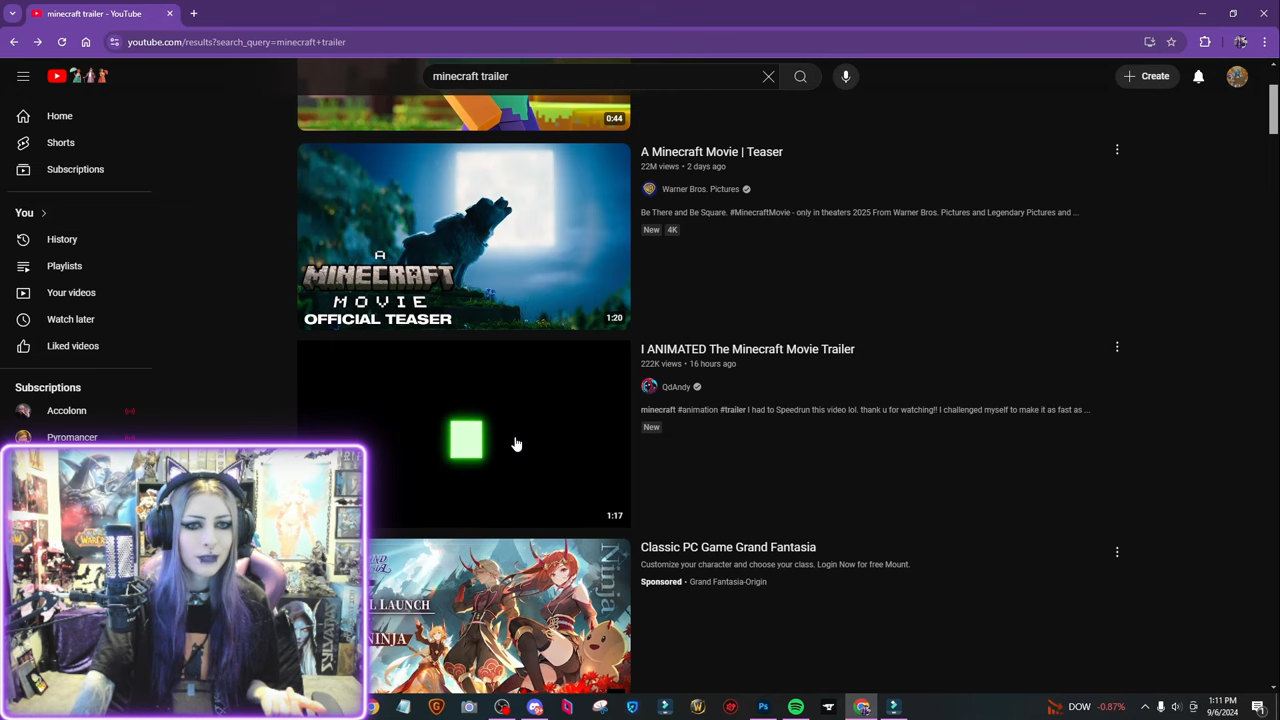 minecraft trailer - YouTube
youtube.com/results?search_query=minecraft+trailer
minecraft trailer
Create
Home
Shorts
Subscriptions
You
History
Playlists
Your videos
Watch later
Liked videos
Subscriptions
Accolonn
Pyromancer
0:44
A
MINECRAFT
MOVIE
OFFICIAL TEASER
1:20
A Minecraft Movie | Teaser
22M views • 2 days ago
Warner Bros. Pictures
Be There and Be Square. #MinecraftMovie - only in theaters 2025 From Warner Bros. Pictures and Legendary Pictures and ...
New 4K
1:17
I ANIMATED The Minecraft Movie Trailer
222K views • 16 hours ago
QdAndy
minecraft #animation #trailer I had to Speedrun this video lol. thank u for watching!! I challenged myself to make it as fast as ...
New
LAUNCH
NINJA
Ninja
Classic PC Game Grand Fantasia
Customize your character and choose your class. Login Now for free Mount.
Sponsored • Grand Fantasia-Origin
DOW -0.87%
1:11 PM
9/6/2024